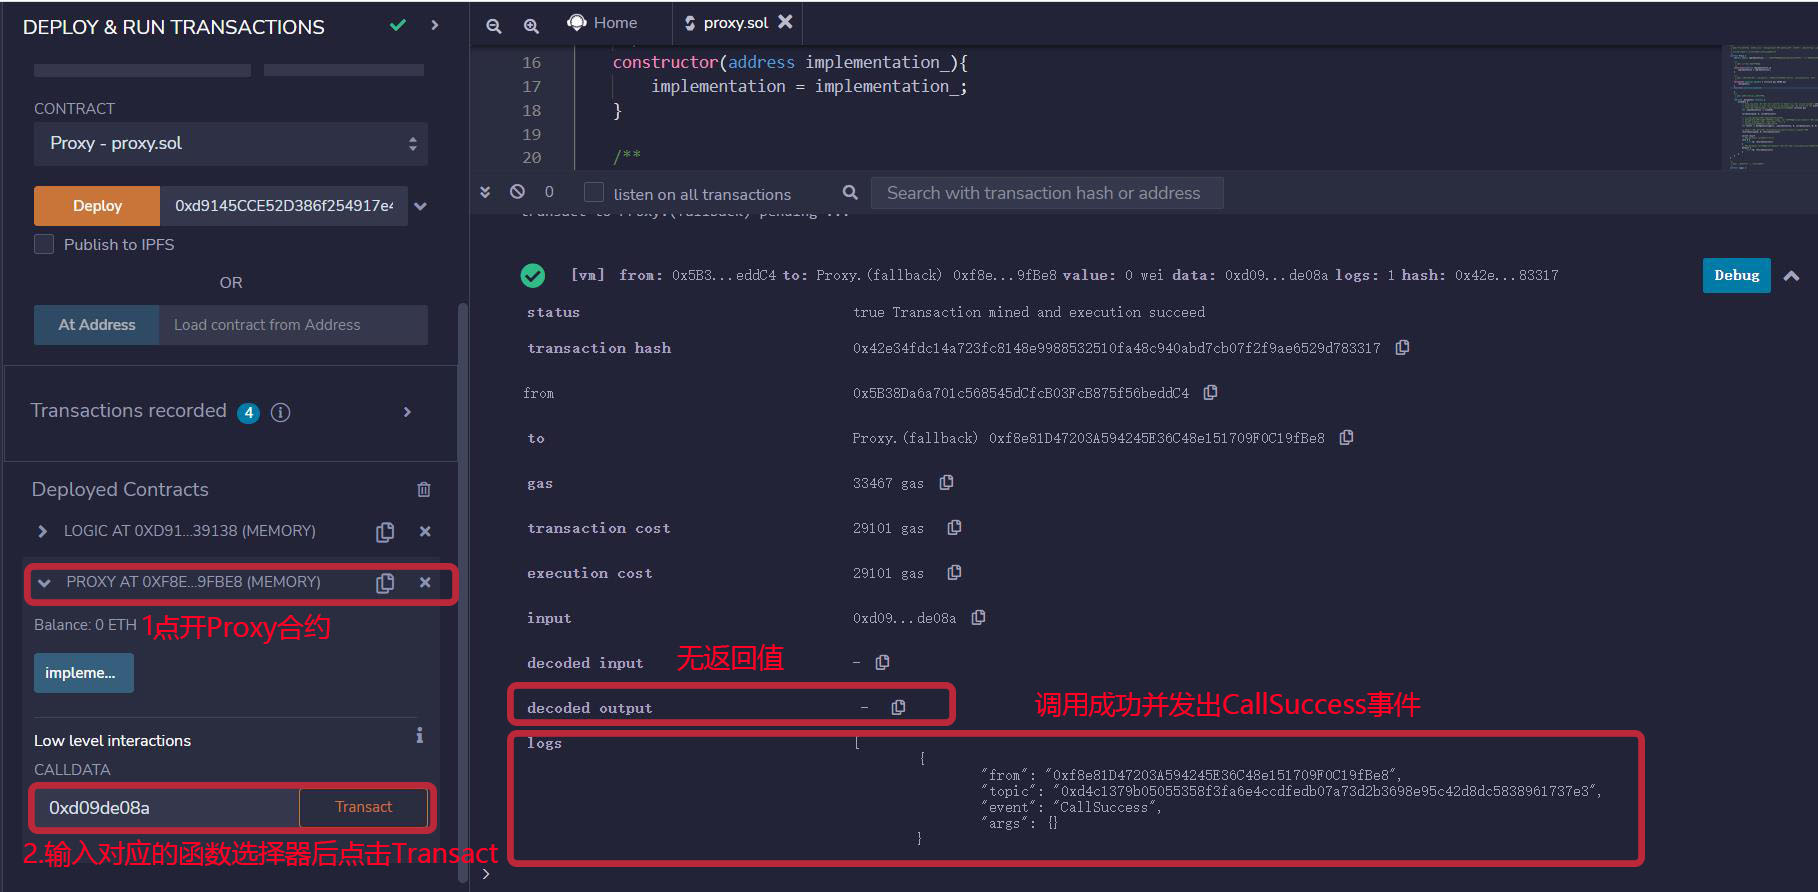 DEPLOY & RUN TRANSACTIONS
CONTRACT
Proxy - proxy.sol
Deploy 0xd9145CCE52D386f254917e4
Publish to IPFS
OR
At Address Load contract from Address
Transactions recorded 4
Deployed Contracts
LOGIC AT 0XD91...39138 (MEMORY)
PROXY AT 0XF8E...9FBE8 (MEMORY)
Balance: 0 ETH
1点开Proxy合约
impleme...
Low level interactions
CALLDATA
0xd09de08a Transact
2.输入对应的函数选择器后点击Transact
Home proxy.sol
16 constructor(address implementation_){
17 implementation = implementation_;
18 }
19
20 /**
0 listen on all transactions Search with transaction hash or address
transact to Proxy.(fallback) pending ...
[vm] from: 0x5B3...eddC4 to: Proxy.(fallback) 0xf8e...9fBe8 value: 0 wei data: 0xd09...de08a logs: 1 hash: 0x42e...83317 Debug
status true Transaction mined and execution succeed
transaction hash 0x42e34fdc14a723fc8148e9988532510fa48c940abd7cb07f2f9ae6529d783317
from 0x5B38Da6a701c568545dCfcB03FcB875f56beddC4
to Proxy.(fallback) 0xf8e81D47203A594245E36C48e151709F0C19fBe8
gas 33467 gas
transaction cost 29101 gas
execution cost 29101 gas
input 0xd09...de08a
无返回值
decoded input -
decoded output -
调用成功并发出CallSuccess事件
logs [
{
"from": "0xf8e81D47203A594245E36C48e151709F0C19fBe8",
"topic": "0xd4c1379b05055358f3fa6e4ccdfedb07a73d2b3698e95c42d8dc5838961737e3",
"event": "CallSuccess",
"args": {}
}
>